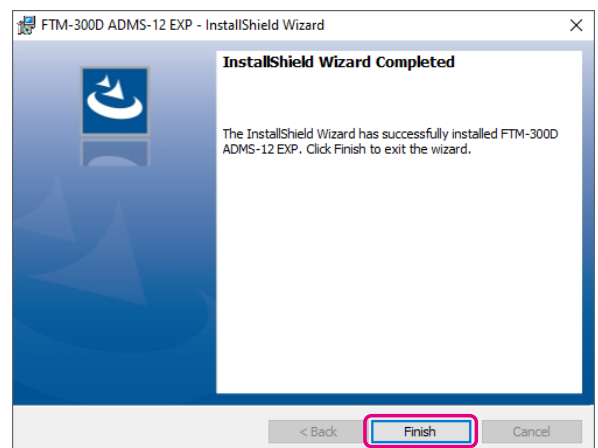 FTM-300D ADMS-12 EXP - InstallShield Wizard
InstallShield Wizard Completed
The InstallShield Wizard has successfully installed FTM-300D
ADMS-12 EXP. Click Finish to exit the wizard.
< Back
Finish
Cancel